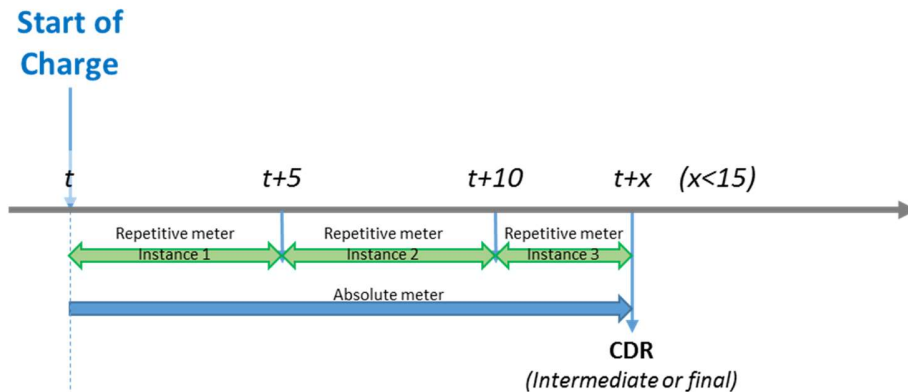 Start of
Charge
t
t+5
t+10
t+x
(x<15)
Repetitive meter
Instance 1
Repetitive meter
Instance 2
Repetitive meter
Instance 3
Absolute meter
CDR
(Intermediate or final)